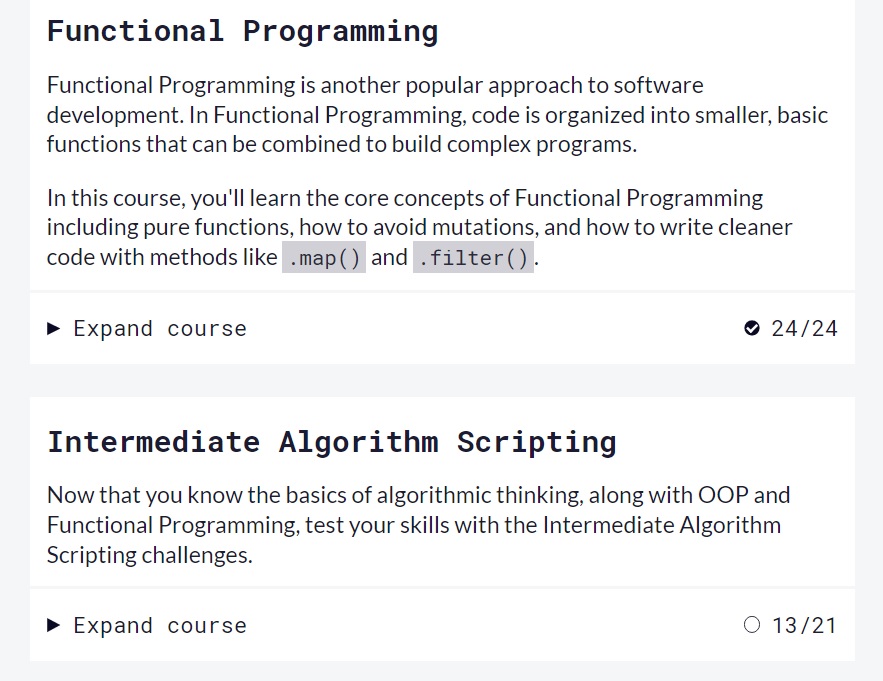 Functional Programming
Functional Programming is another popular approach to software
development. In Functional Programming, code is organized into smaller, basic
functions that can be combined to build complex programs.
In this course, you'll learn the core concepts of Functional Programming
including pure functions, how to avoid mutations, and how to write cleaner
code with methods like .map() and .filter().
Expand course 24/24
Intermediate Algorithm Scripting
Now that you know the basics of algorithmic thinking, along with OOP and
Functional Programming, test your skills with the Intermediate Algorithm
Scripting challenges.
Expand course 13/21